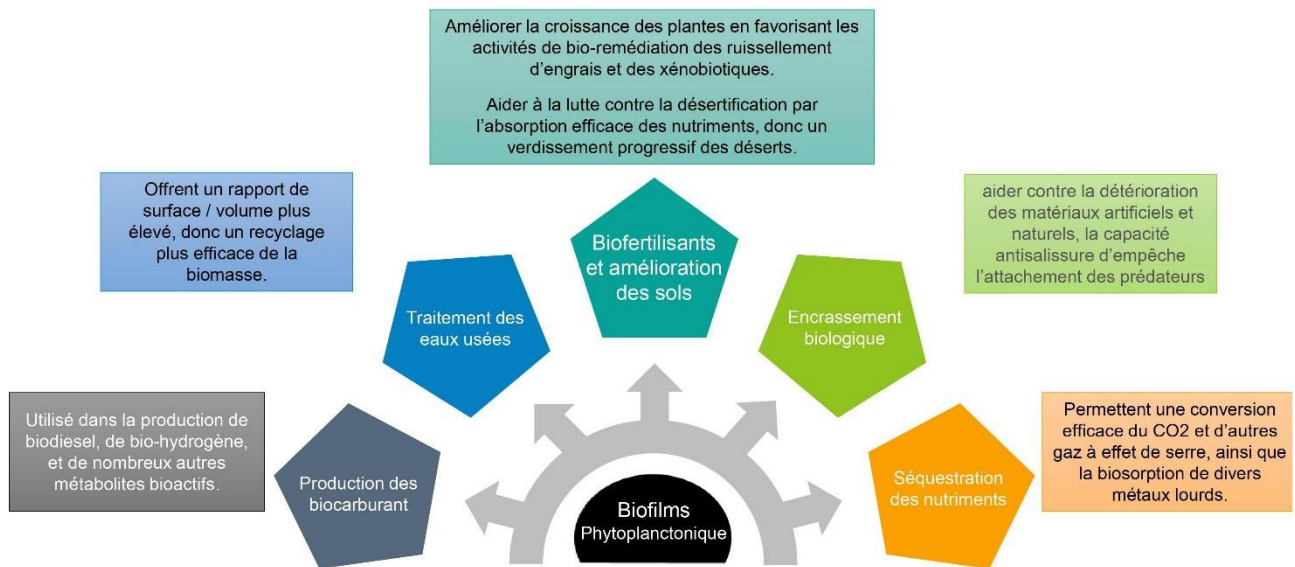 Améliorer la croissance des plantes en favorisant les
activités de bio-remédiation des ruissellement
d'engrais et des xénobiotiques.
Aider à la lutte contre la désertification par
l'absorption efficace des nutriments, donc un
verdissement progressif des déserts.
Offrent un rapport de
surface / volume plus
élevé, donc un recyclage
plus efficace de la
biomasse.
aider contre la détérioration
des matériaux artificiels et
naturels, la capacité
antisalissure d'empêche
l'attachement des prédateurs
Biofertilisants
et amélioration
des sols
Traitement des
eaux usées
Encrassement
biologique
Utilisé dans la production de
biodiesel, de bio-hydrogène,
et de nombreux autres
métabolites bioactifs.
Production des
biocarburant
Séquestration
des nutriments
Permettent une conversion
efficace du CO2 et d'autres
gaz à effet de serre, ainsi que
la biosorption de divers
métaux lourds.
Biofilms
Phytoplanctonique